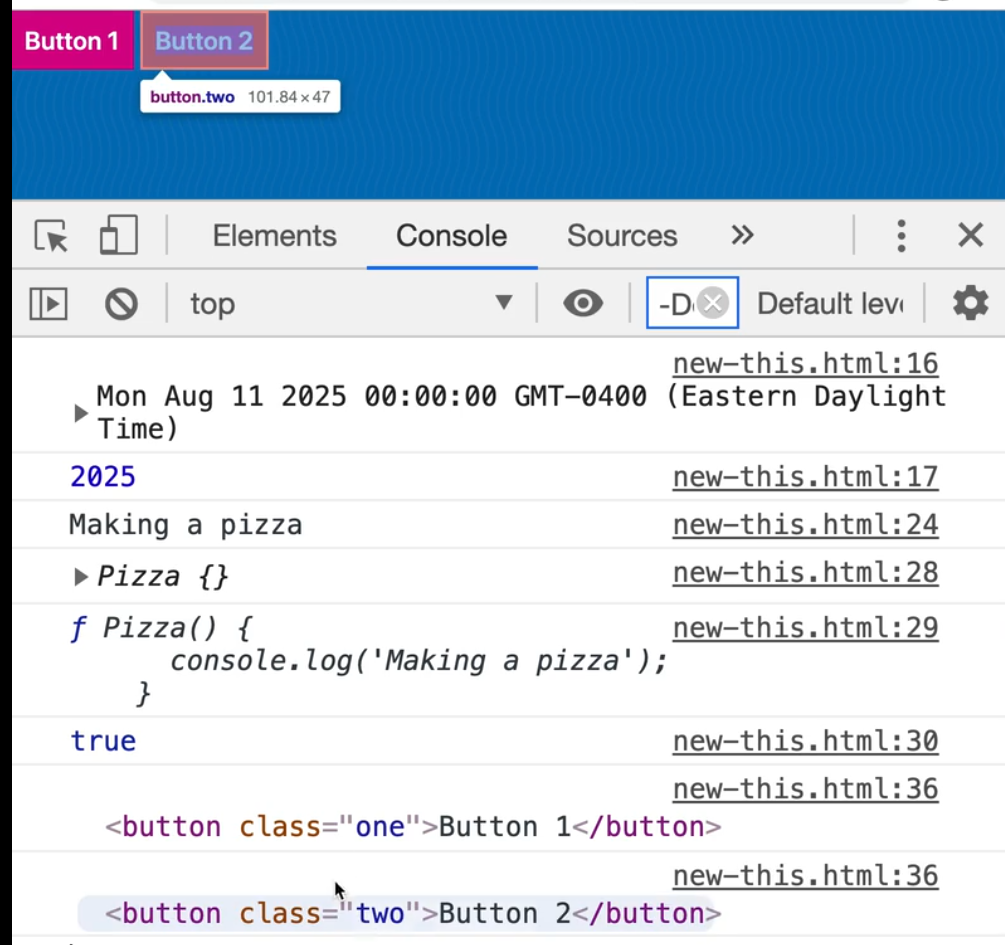 Button 1 Button 2
button.two 101.84 × 47
Elements Console Sources »
top -D Default leve
new-this.html:16
Mon Aug 11 2025 00:00:00 GMT-0400 (Eastern Daylight
Time)
2025 new-this.html:17
Making a pizza new-this.html:24
Pizza {} new-this.html:28
ƒ Pizza() { new-this.html:29
console.log('Making a pizza');
}
true new-this.html:30
new-this.html:36
<button class="one">Button 1</button>
new-this.html:36
<button class="two">Button 2</button>